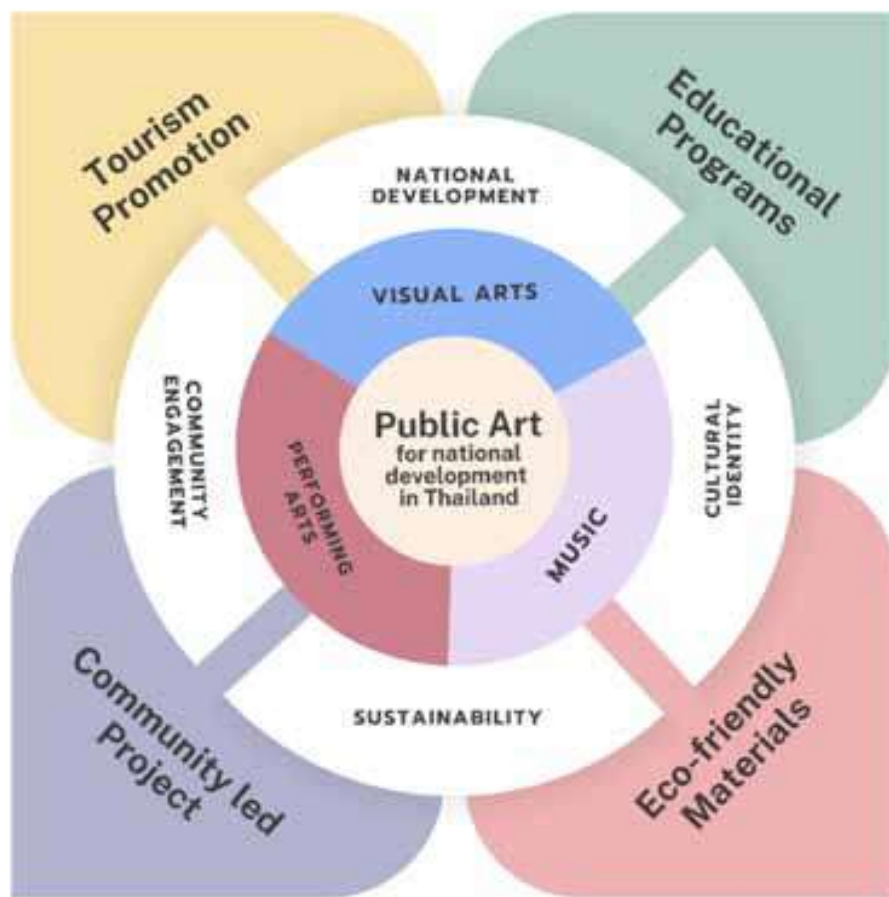 Tourism
Promotion
Educational
Programs
NATIONAL
DEVELOPMENT
VISUAL ARTS
COMMUNITY
ENGAGEMENT
CULTURAL
IDENTITY
Public Art
for national
development
in Thailand
PERFORMING
ARTS
MUSIC
SUSTAINABILITY
Community led
Project
Eco-friendly
Materials